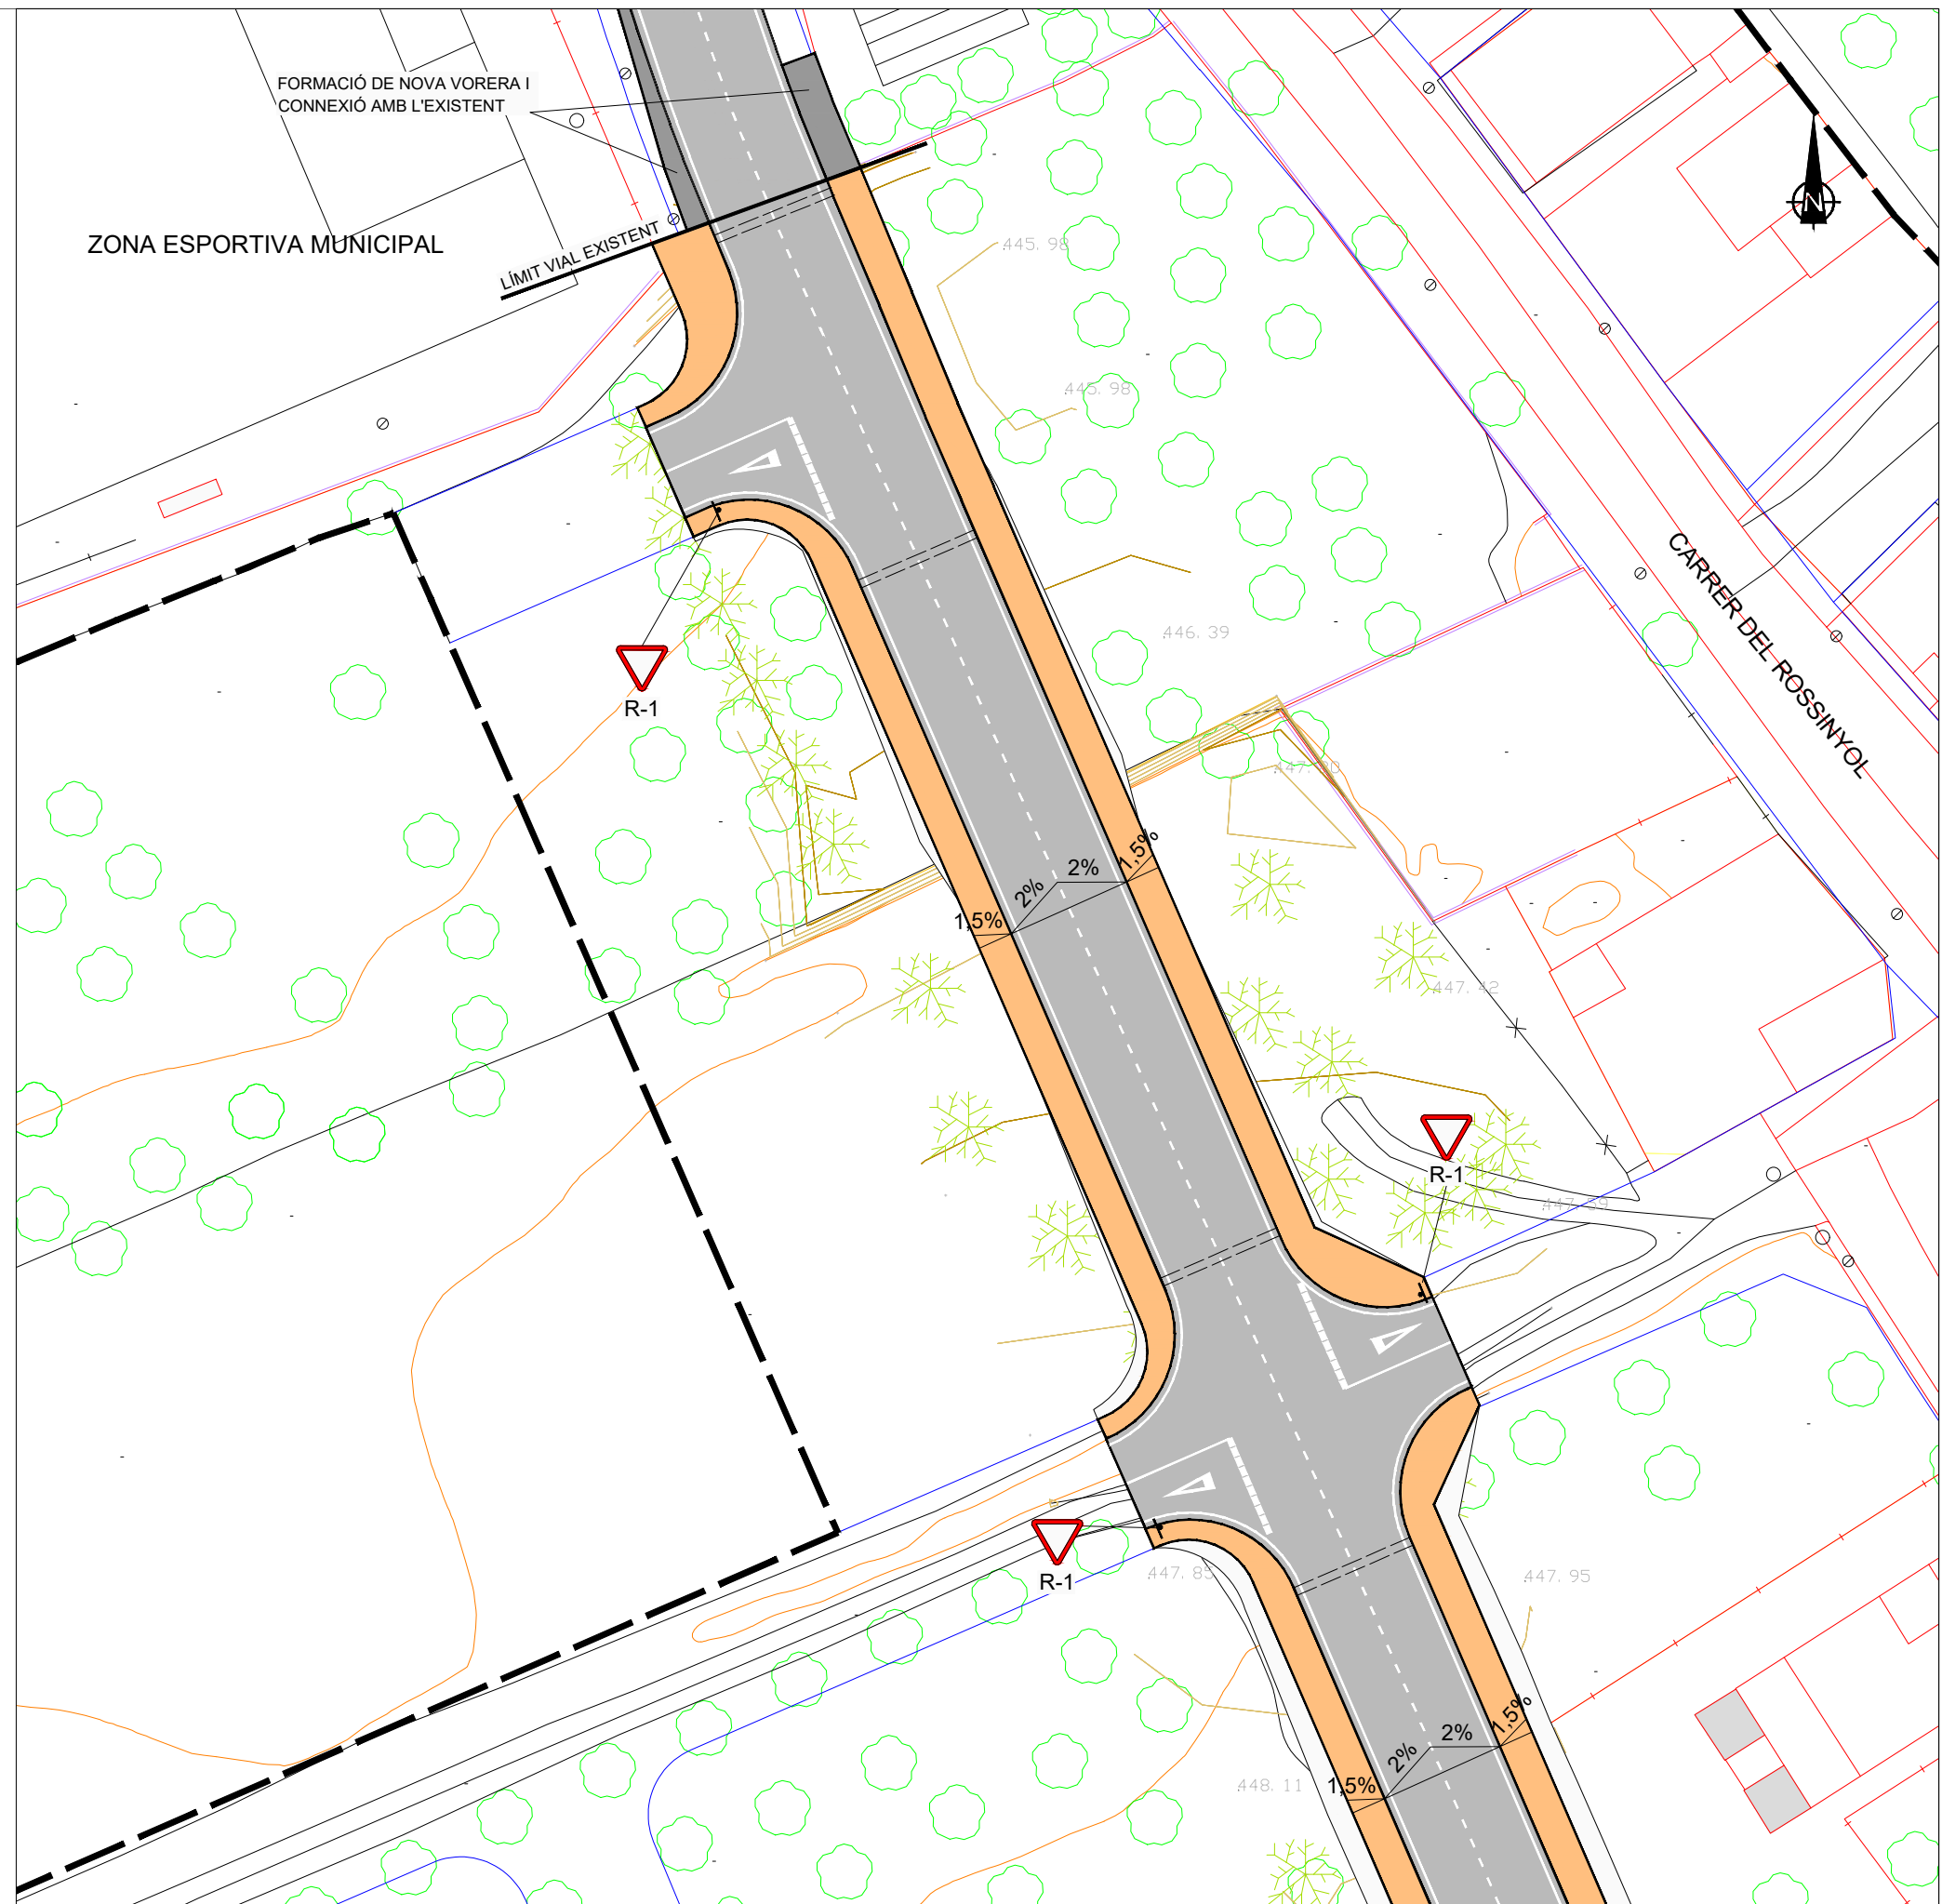 FORMACIÓ DE NOVA VORERA I
CONNEXIÓ AMB L'EXISTENT
ZONA ESPORTIVA MUNICIPAL
LÍMIT VIAL EXISTENT
N
445.98
445.98
CARRER DEL ROSSINYOL
446.39
R-1
1,5%
2%
2%
1,5%
447.42
R-1
R-1
447.85
447.95
448.11
1,5%
2%
2%
1,5%